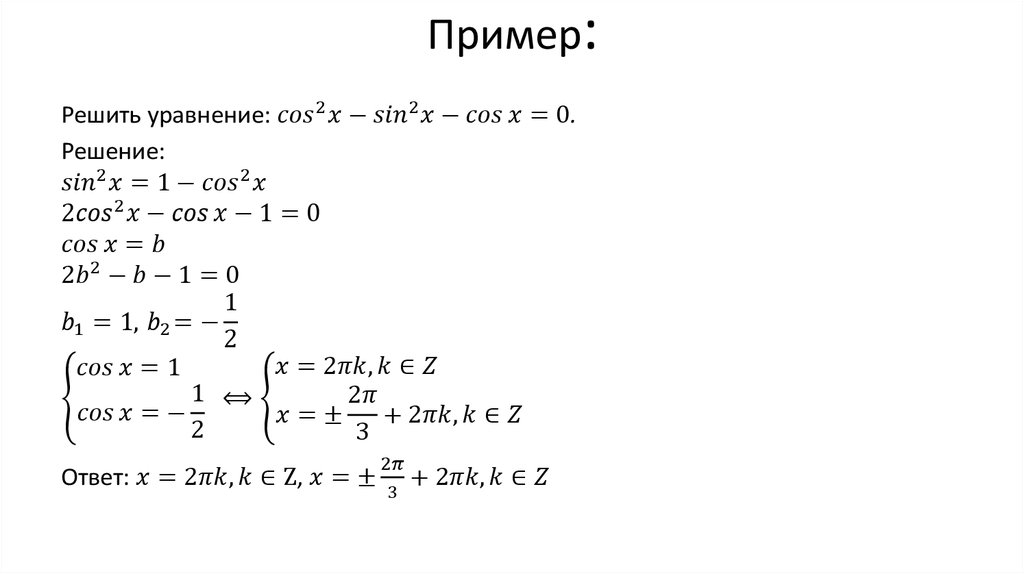 Пример:
Решить уравнение: cos²x − sin²x − cos x = 0.
Решение:
sin²x = 1 − cos²x
2cos²x − cos x − 1 = 0
cos x = b
2b² − b − 1 = 0
b₁ = 1, b₂ = −1/2
{cos x = 1 {x = 2πk, k ∈ Z
{cos x = −1/2 ⟺ {x = ± 2π/3 + 2πk, k ∈ Z
Ответ: x = 2πk, k ∈ Z, x = ± 2π/3 + 2πk, k ∈ Z